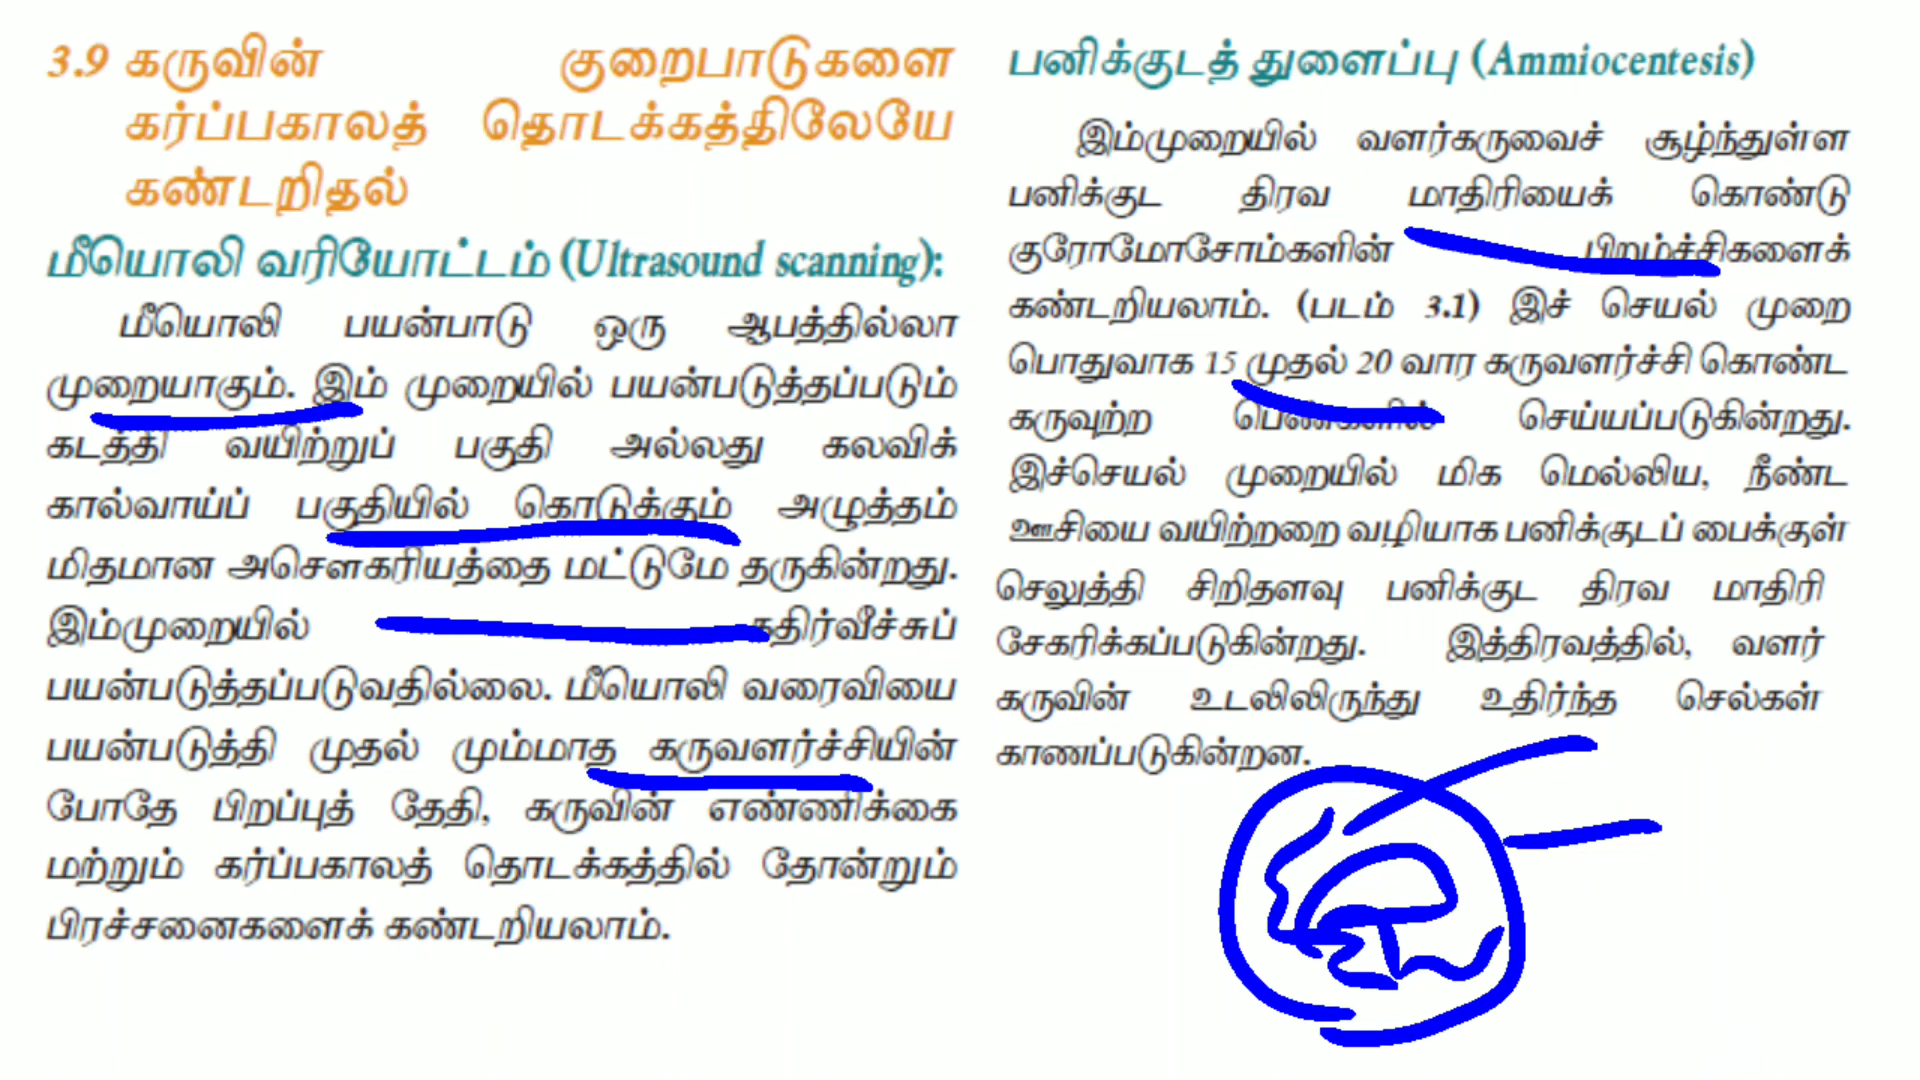 3.9 கருவின் குறைபாடுகளை
கர்ப்பகாலத் தொடக்கத்திலேயே
கண்டறிதல்
மீயொலி வரியோட்டம் (Ultrasound scanning):
மீயொலி பயன்பாடு ஒரு ஆபத்தில்லா
முறையாகும். இம் முறையில் பயன்படுத்தப்படும்
கடத்தி வயிற்றுப் பகுதி அல்லது கலவிக்
கால்வாய்ப் பகுதியில் கொடுக்கும் அழுத்தம்
மிதமான அசௌகரியத்தை மட்டுமே தருகின்றது.
இம்முறையில் கதிர்வீச்சுப்
பயன்படுத்தப்படுவதில்லை. மீயொலி வரைவியை
பயன்படுத்தி முதல் மும்மாத கருவளர்ச்சியின்
போதே பிறப்புத் தேதி, கருவின் எண்ணிக்கை
மற்றும் கர்ப்பகாலத் தொடக்கத்தில் தோன்றும்
பிரச்சனைகளைக் கண்டறியலாம்.
பனிக்குடத் துளைப்பு (Ammiocentesis)
இம்முறையில் வளர்கருவைச் சூழ்ந்துள்ள
பனிக்குட திரவ மாதிரியைக் கொண்டு
குரோமோசோம்களின் பிறழ்ச்சிகளைக்
கண்டறியலாம். (படம் 3.1) இச் செயல் முறை
பொதுவாக 15 முதல் 20 வார கருவளர்ச்சி கொண்ட
கருவுற்ற பெண்களில் செய்யப்படுகின்றது.
இச்செயல் முறையில் மிக மெல்லிய, நீண்ட
ஊசியை வயிற்றறை வழியாக பனிக்குடப் பைக்குள்
செலுத்தி சிறிதளவு பனிக்குட திரவ மாதிரி
சேகரிக்கப்படுகின்றது. இத்திரவத்தில், வளர்
கருவின் உடலிலிருந்து உதிர்ந்த செல்கள்
காணப்படுகின்றன.